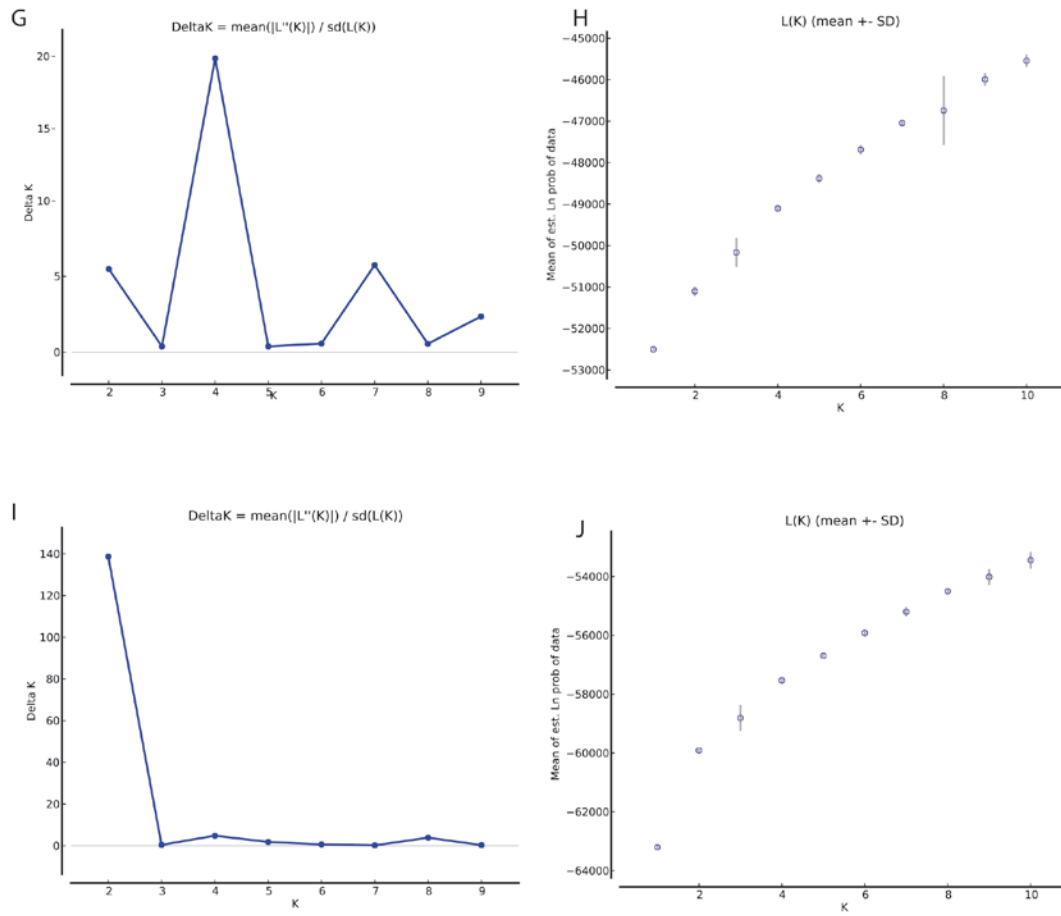 G
DeltaK = mean(|L"(K)|) / sd(L(K))
Delta K
20
15
20
5
0
2 3 4 5 6 7 8 9
K
H
L(K) (mean +- SD)
Mean of est. Ln prob of data
−45000
−46000
−47000
−48000
−49000
−50000
−51000
−52000
−53000
2 4 6 8 10
K
I
DeltaK = mean(|L"(K)|) / sd(L(K))
Delta K
140
120
100
80
60
40
20
0
2 3 4 5 6 7 8 9
K
J
L(K) (mean +- SD)
Mean of est. Ln prob of data
−54000
−56000
−58000
−60000
−62000
−64000
2 4 6 8 10
K